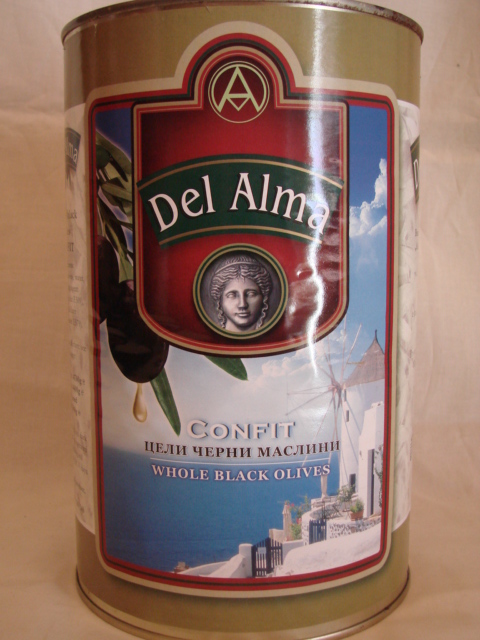 Del Alma
CONFIT
ЦЕЛИ ЧЕРНИ МАСЛИНИ
WHOLE BLACK OLIVES